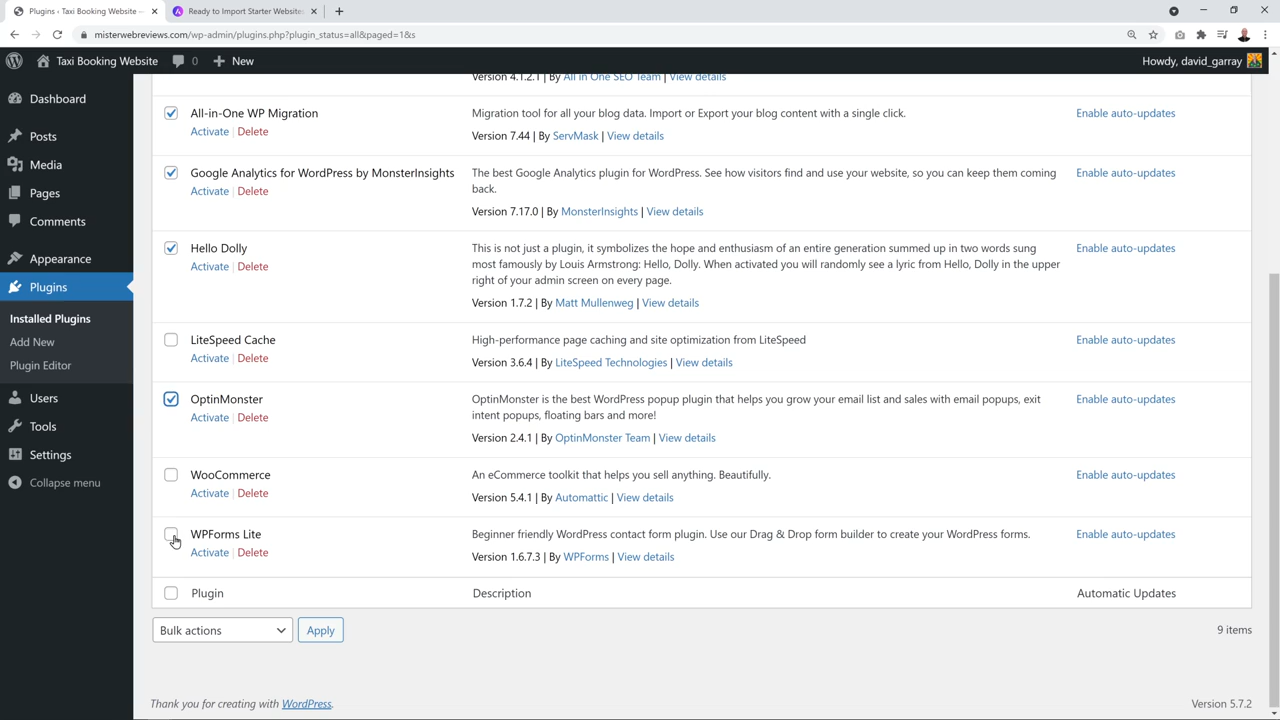 Plugins ‹ Taxi Booking Website —
Ready to Import Starter Websites
misterwebreviews.com/wp-admin/plugins.php?plugin_status=all&paged=1&s
Taxi Booking Website
0
New
Howdy, david_garray
Dashboard
Posts
Media
Pages
Comments
Appearance
Plugins
Installed Plugins
Add New
Plugin Editor
Users
Tools
Settings
Collapse menu
Version 4.1.2.1 | By All in One SEO Team | View details
All-in-One WP Migration
Activate | Delete
Migration tool for all your blog data. Import or Export your blog content with a single click.
Version 7.44 | By ServMask | View details
Enable auto-updates
Google Analytics for WordPress by MonsterInsights
Activate | Delete
The best Google Analytics plugin for WordPress. See how visitors find and use your website, so you can keep them coming
back.
Version 7.17.0 | By MonsterInsights | View details
Enable auto-updates
Hello Dolly
Activate | Delete
This is not just a plugin, it symbolizes the hope and enthusiasm of an entire generation summed up in two words sung
most famously by Louis Armstrong: Hello, Dolly. When activated you will randomly see a lyric from Hello, Dolly in the upper
right of your admin screen on every page.
Version 1.7.2 | By Matt Mullenweg | View details
Enable auto-updates
LiteSpeed Cache
Activate | Delete
High-performance page caching and site optimization from LiteSpeed
Version 3.6.4 | By LiteSpeed Technologies | View details
Enable auto-updates
OptinMonster
Activate | Delete
OptinMonster is the best WordPress popup plugin that helps you grow your email list and sales with email popups, exit
intent popups, floating bars and more!
Version 2.4.1 | By OptinMonster Team | View details
Enable auto-updates
WooCommerce
Activate | Delete
An eCommerce toolkit that helps you sell anything. Beautifully.
Version 5.4.1 | By Automattic | View details
Enable auto-updates
WPForms Lite
Activate | Delete
Beginner friendly WordPress contact form plugin. Use our Drag & Drop form builder to create your WordPress forms.
Version 1.6.7.3 | By WPForms | View details
Enable auto-updates
Plugin
Description
Automatic Updates
Bulk actions
Apply
9 items
Thank you for creating with WordPress.
Version 5.7.2